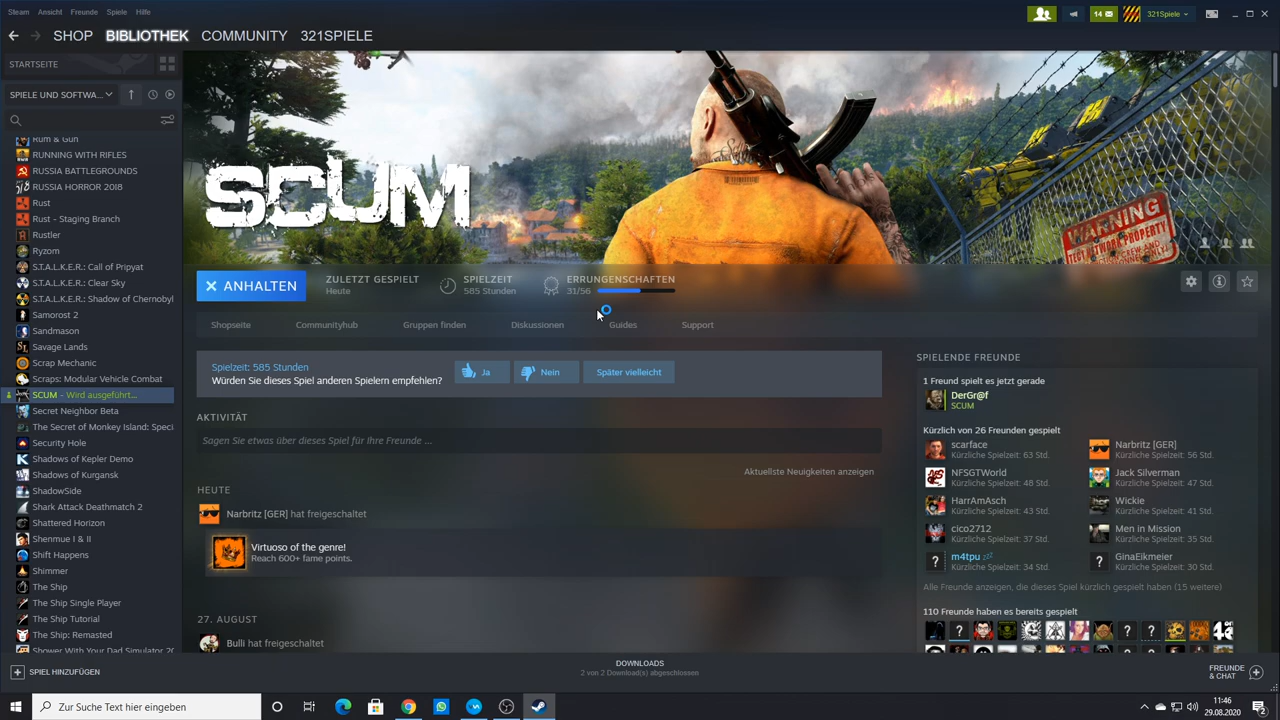 Steam Ansicht Freunde Spiele Hilfe
14
321Spiele
SHOP BIBLIOTHEK COMMUNITY 321SPIELE
STARTSEITE
SPIELE UND SOFTWA...
Rum & Gun
RUNNING WITH RIFLES
RUSSIA BATTLEGROUNDS
RUSSIA HORROR 2018
Rust
Rust - Staging Branch
Rustler
Ryzom
S.T.A.L.K.E.R.: Call of Pripyat
S.T.A.L.K.E.R.: Clear Sky
S.T.A.L.K.E.R.: Shadow of Chernobyl
Samorost 2
Sandmason
Savage Lands
Scrap Mechanic
Scraps: Modular Vehicle Combat
SCUM - Wird ausgeführt...
Secret Neighbor Beta
The Secret of Monkey Island: Speci
Security Hole
Shadows of Kepler Demo
Shadows of Kurgansk
ShadowSide
Shark Attack Deathmatch 2
Shattered Horizon
Shenmue I & II
Shift Happens
Shimmer
The Ship
The Ship Single Player
The Ship Tutorial
The Ship: Remasted
Shower With Your Dad Simulator 20
SPIEL HINZUFÜGEN
SCUM
WARNING
ANHALTEN
ZULETZT GESPIELT
Heute
SPIELZEIT
585 Stunden
ERRUNGENSCHAFTEN
31/56
Shopseite Communityhub Gruppen finden Diskussionen Guides Support
Spielzeit: 585 Stunden
Würden Sie dieses Spiel anderen Spielern empfehlen?
Ja
Nein
Später vielleicht
AKTIVITÄT
Sagen Sie etwas über dieses Spiel für Ihre Freunde ...
Aktuellste Neuigkeiten anzeigen
HEUTE
Narbritz [GER] hat freigeschaltet
Virtuoso of the genre!
Reach 600+ fame points.
27. AUGUST
Bulli hat freigeschaltet
SPIELENDE FREUNDE
1 Freund spielt es jetzt gerade
DerGr@f
SCUM
Kürzlich von 26 Freunden gespielt
scarface
Kürzliche Spielzeit: 63 Std.
Narbritz [GER]
Kürzliche Spielzeit: 56 Std.
NFSGTWorld
Kürzliche Spielzeit: 48 Std.
Jack Silverman
Kürzliche Spielzeit: 47 Std.
HarrAmAsch
Kürzliche Spielzeit: 43 Std.
Wickie
Kürzliche Spielzeit: 41 Std.
cico2712
Kürzliche Spielzeit: 37 Std.
Men in Mission
Kürzliche Spielzeit: 35 Std.
m4tpu zzz
Kürzliche Spielzeit: 34 Std.
GinaEikmeier
Kürzliche Spielzeit: 30 Std.
Alle Freunde anzeigen, die dieses Spiel kürzlich gespielt haben (15 weitere)
110 Freunde haben es bereits gespielt
DOWNLOADS
2 von 2 Download(s) abgeschlossen
FREUNDE
& CHAT
Zur Suche Text hier eingeben
11:46
29.08.2020
2